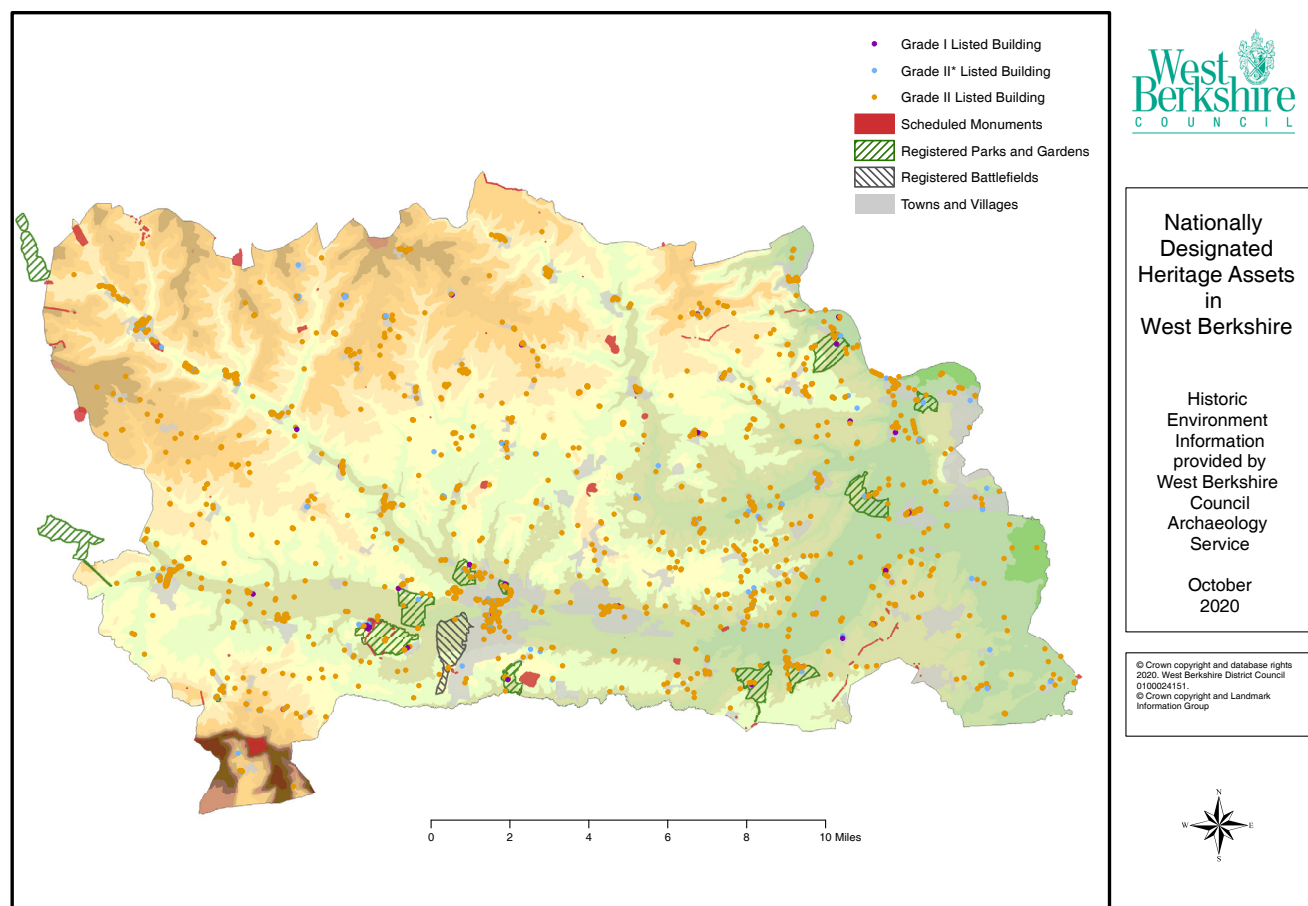 Grade I Listed Building
Grade II* Listed Building
Grade II Listed Building
Scheduled Monuments
Registered Parks and Gardens
Registered Battlefields
Towns and Villages
0 2 4 6 8 10 Miles
West
Berkshire
COUNCIL
Nationally
Designated
Heritage Assets
in
West Berkshire
Historic
Environment
Information
provided by
West Berkshire
Council
Archaeology
Service
October
2020
© Crown copyright and database rights
2020. West Berkshire District Council
0100024151.
© Crown copyright and Landmark
Information Group
N
W E
S